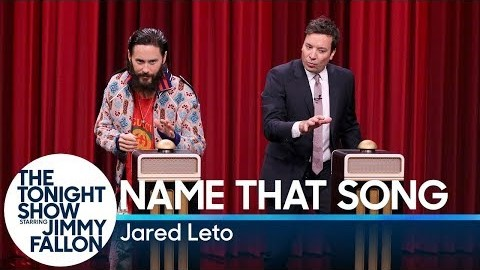 NAME THAT SONG
Jared Leto
THE
TONIGHT
SHOW
STARRING
JIMMY
FALLON